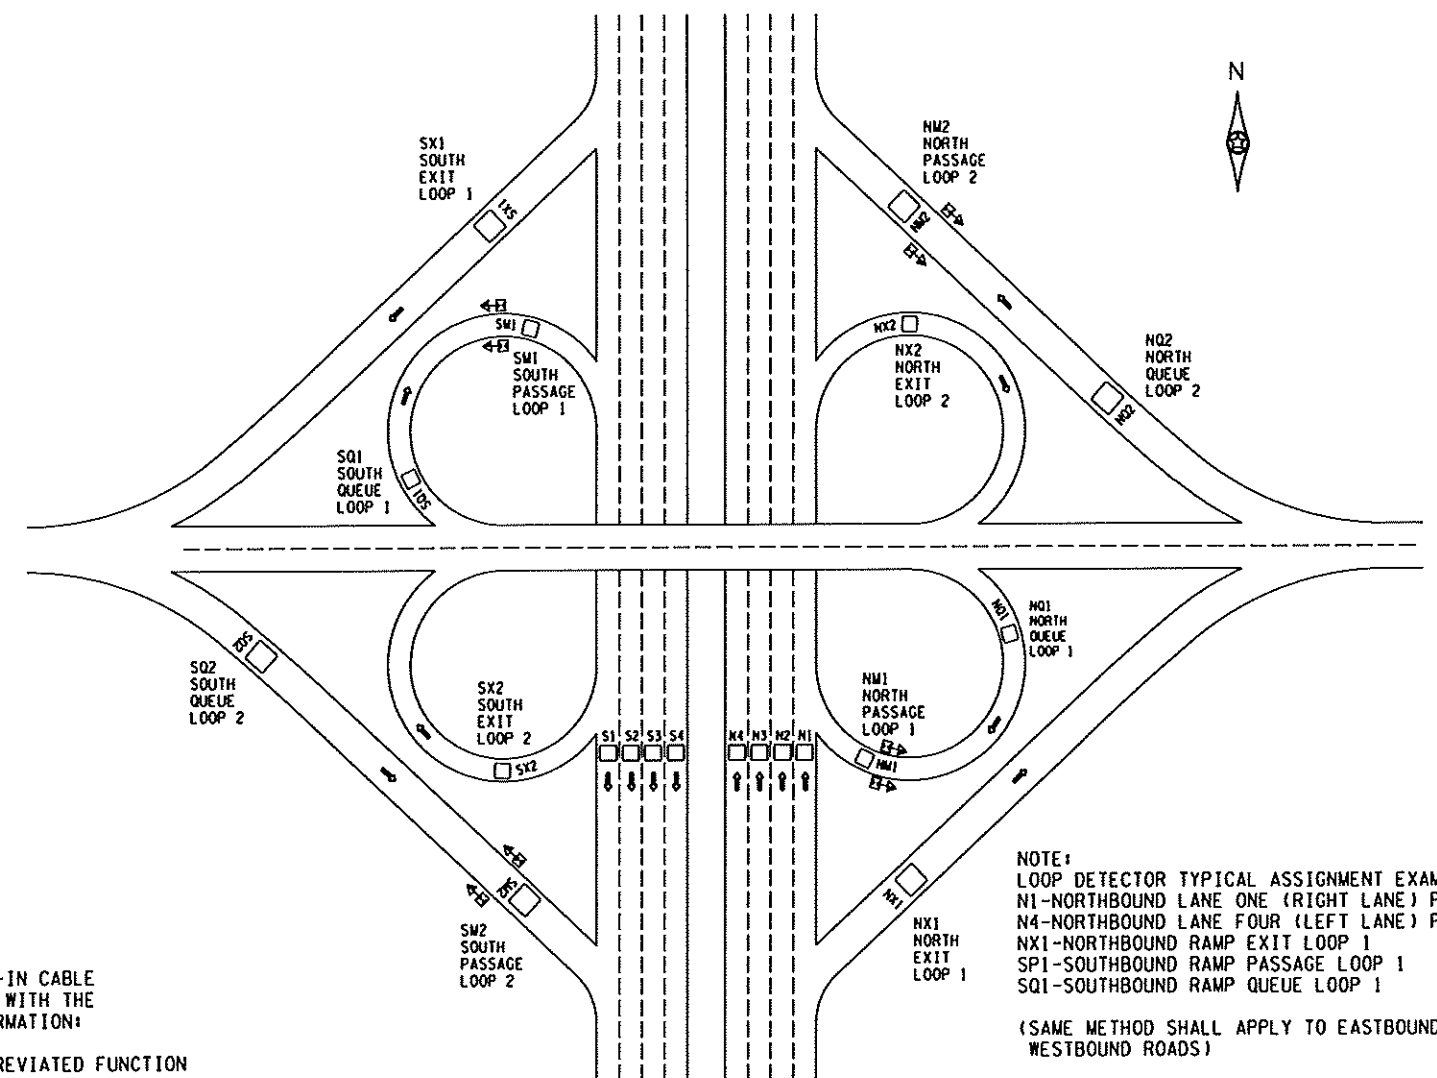 N
SX1
SOUTH
EXIT
LOOP 1
SX1
NM2
NORTH
PASSAGE
LOOP 2
NM2
SM1
SM1
SOUTH
PASSAGE
LOOP 1
NX2
NX2
NORTH
EXIT
LOOP 2
NQ2
NORTH
QUEUE
LOOP 2
NQ2
SQ1
SOUTH
QUEUE
LOOP 1
SQ1
SQ2
SQ2
SOUTH
QUEUE
LOOP 2
NQ1
NQ1
NORTH
QUEUE
LOOP 1
SX2
SOUTH
EXIT
LOOP 2
SX2
NM1
NORTH
PASSAGE
LOOP 1
NM1
S1 S2 S3 S4 N4 N3 N2 N1
SM2
SM2
SOUTH
PASSAGE
LOOP 2
NX1
NX1
NORTH
EXIT
LOOP 1
NOTE:
LOOP DETECTOR TYPICAL ASSIGNMENT EXAM
N1-NORTHBOUND LANE ONE (RIGHT LANE) P
N4-NORTHBOUND LANE FOUR (LEFT LANE) P
NX1-NORTHBOUND RAMP EXIT LOOP 1
SP1-SOUTHBOUND RAMP PASSAGE LOOP 1
SQ1-SOUTHBOUND RAMP QUEUE LOOP 1
(SAME METHOD SHALL APPLY TO EASTBOUND
WESTBOUND ROADS)
-IN CABLE
WITH THE
RMATION:
REVIATED FUNCTION